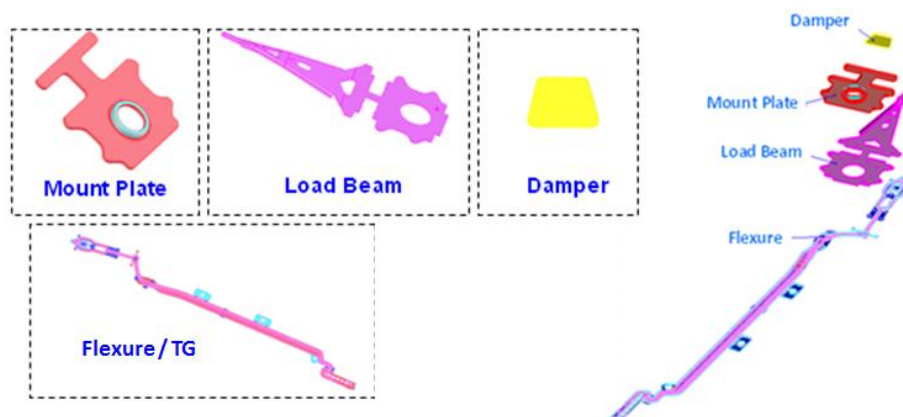 Mount Plate
Load Beam
Damper
Flexure / TG
Damper
Mount Plate
Load Beam
Flexure